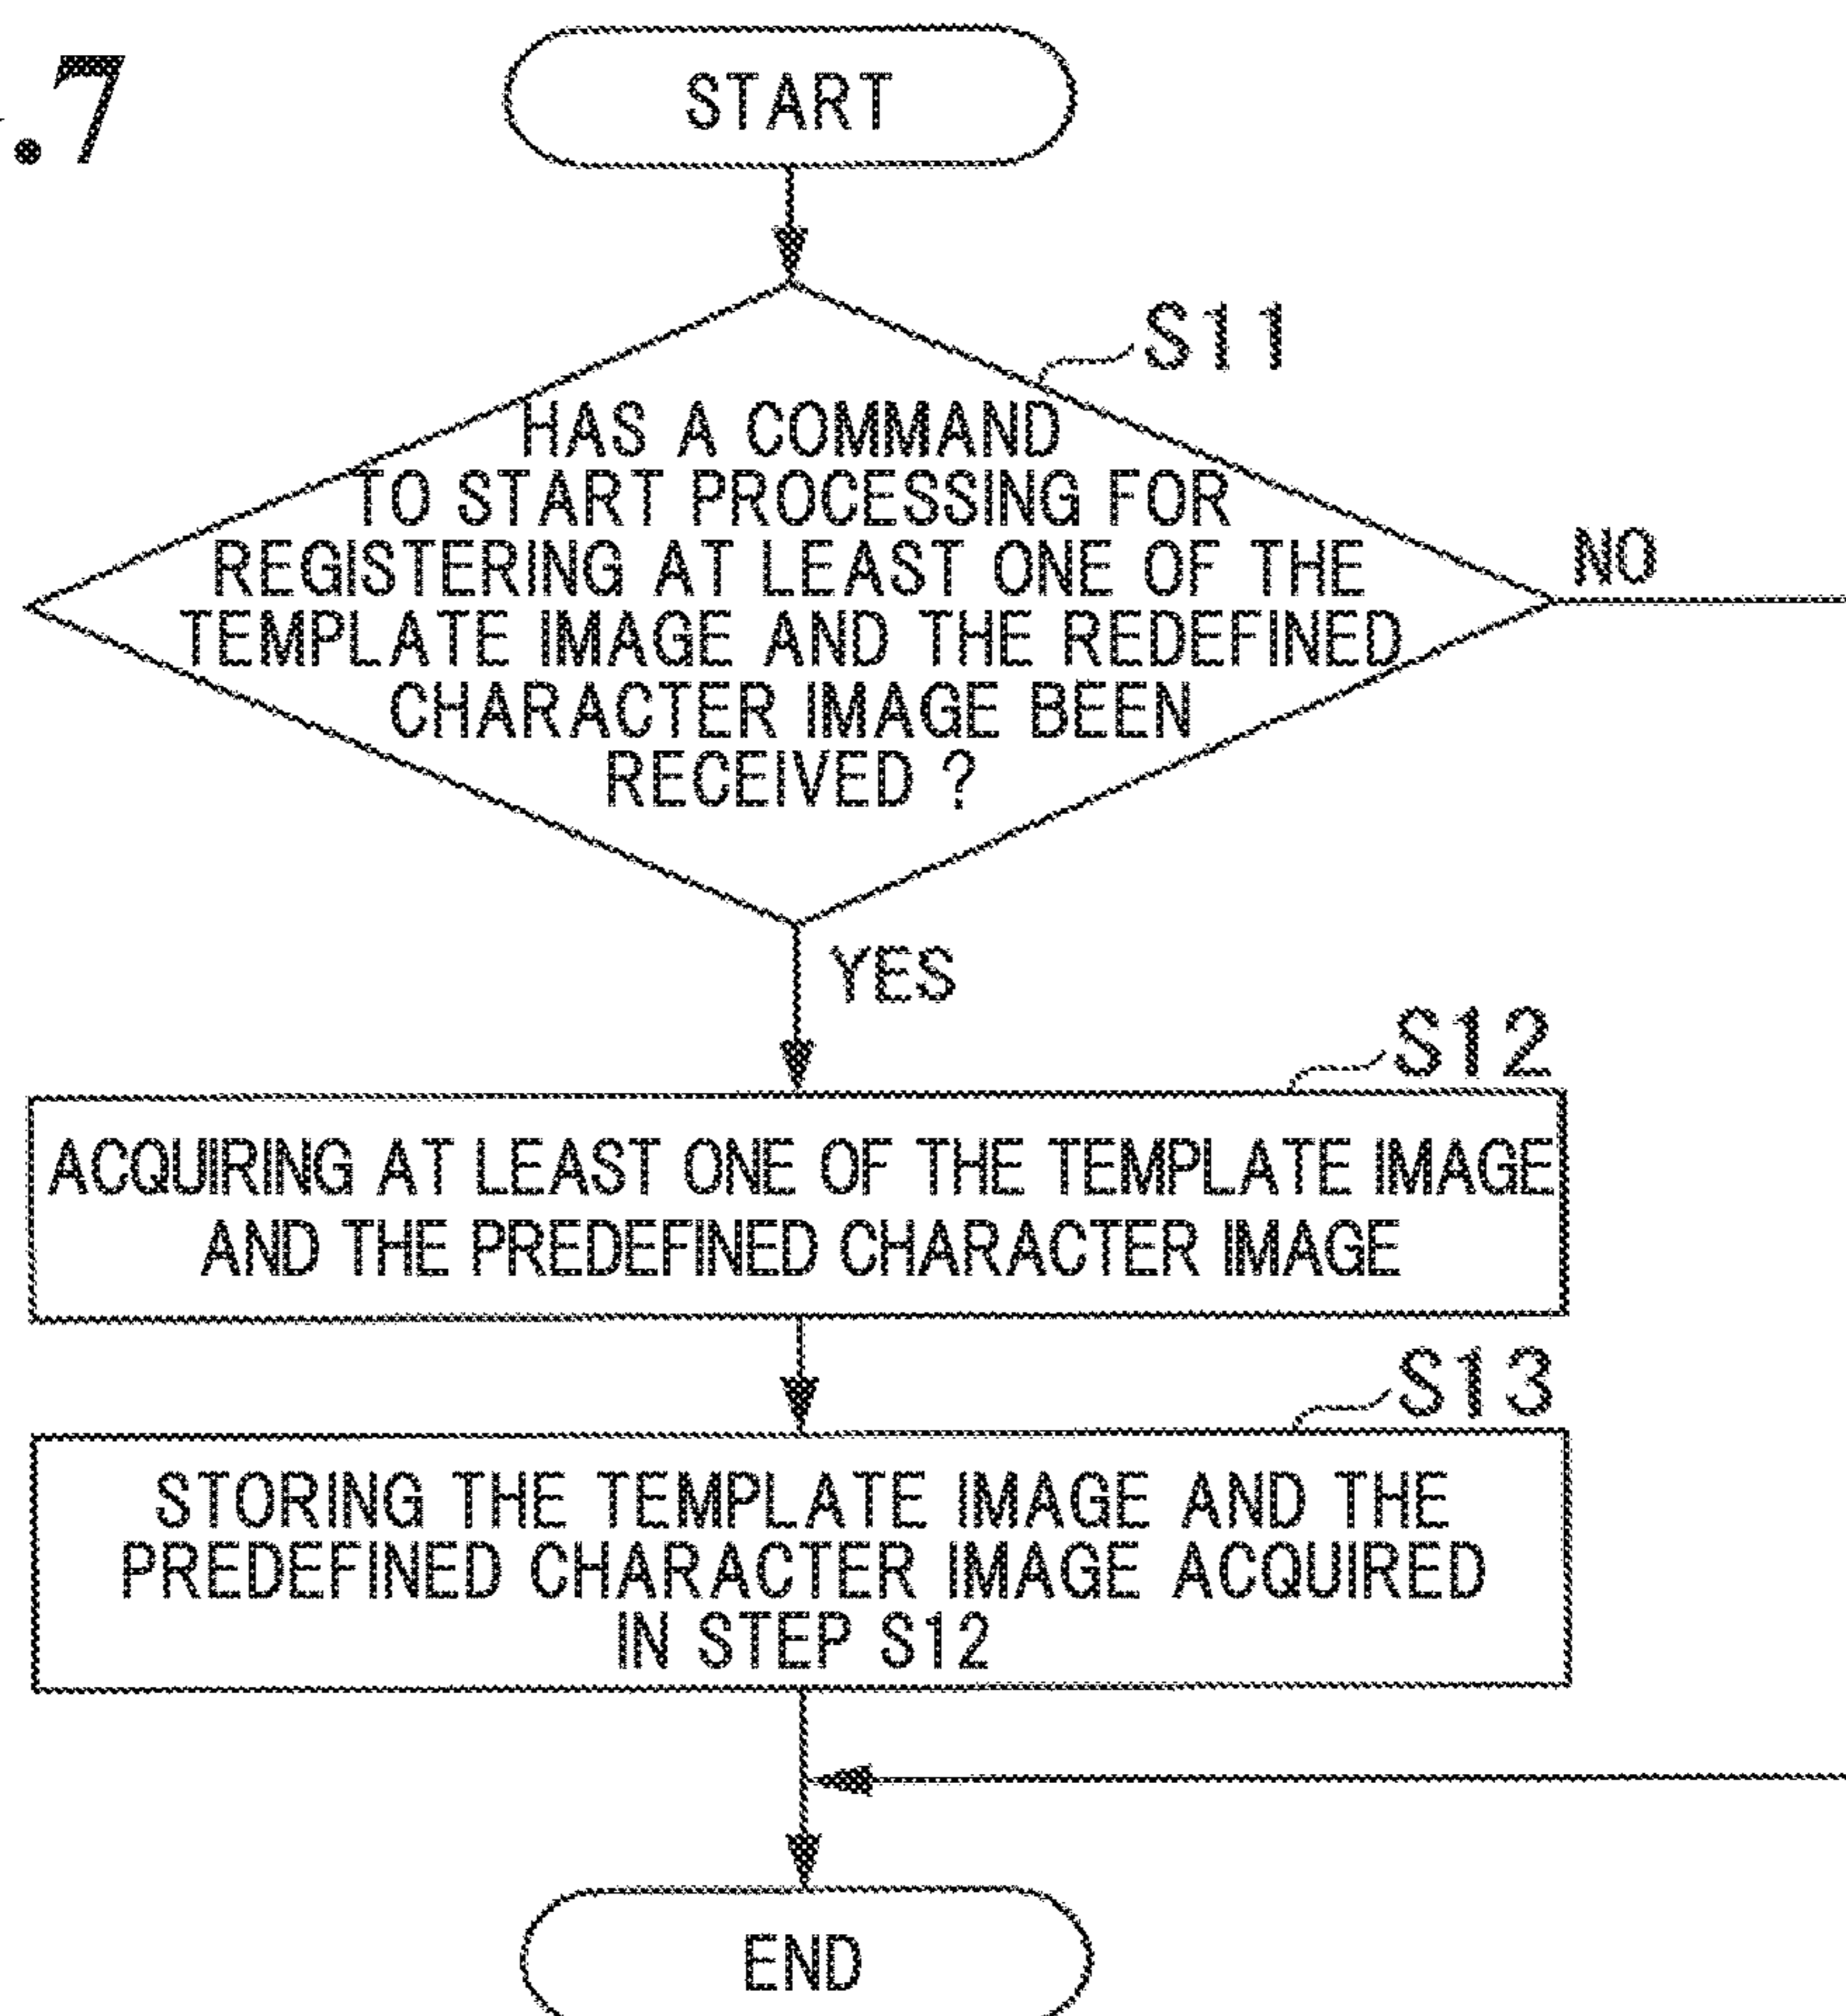 .7
START
S11
HAS A COMMAND
TO START PROCESSING FOR
REGISTERING AT LEAST ONE OF THE
TEMPLATE IMAGE AND THE REDEFINED
CHARACTER IMAGE BEEN
RECEIVED ?
NO
YES
S12
ACQUIRING AT LEAST ONE OF THE TEMPLATE IMAGE
AND THE PREDEFINED CHARACTER IMAGE
S13
STORING THE TEMPLATE IMAGE AND THE
PREDEFINED CHARACTER IMAGE ACQUIRED
IN STEP S12
END